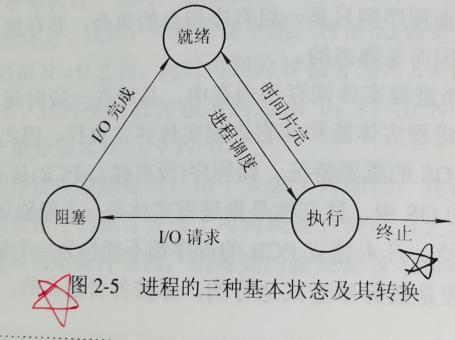 就绪
I/O 完成
时间片完
进程调度
阻塞
执行
I/O 请求
终止
图 2-5 进程的三种基本状态及其转换